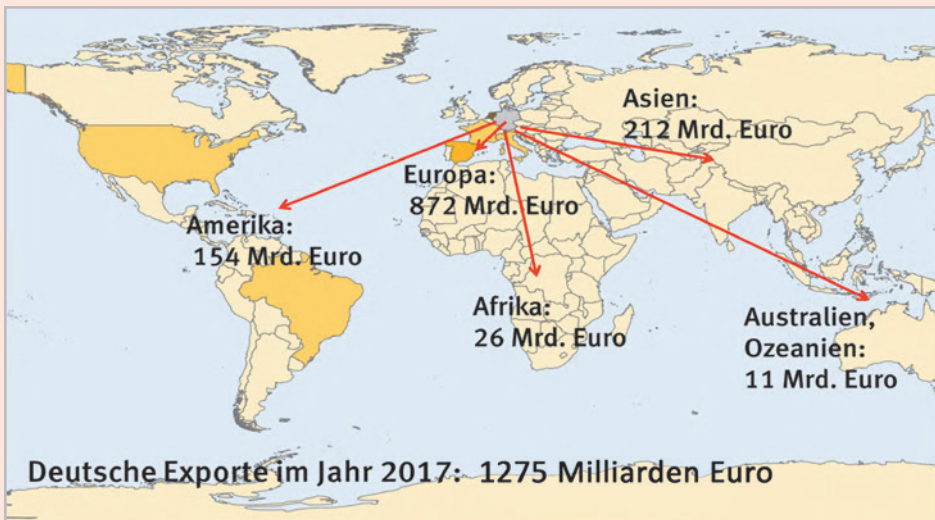 Asien:
212 Mrd. Euro
Europa:
872 Mrd. Euro
Amerika:
154 Mrd. Euro
Afrika:
26 Mrd. Euro
Australien,
Ozeanien:
11 Mrd. Euro
Deutsche Exporte im Jahr 2017: 1275 Milliarden Euro